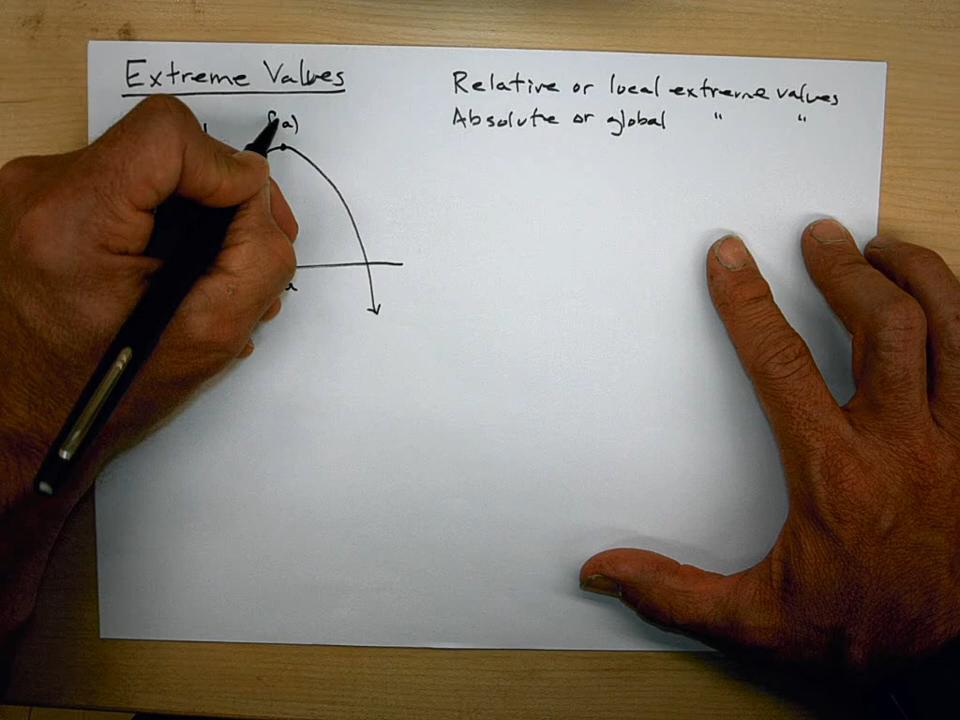 Extreme Values
Relative or local extreme values
Absolute or global " "
f(a)
a